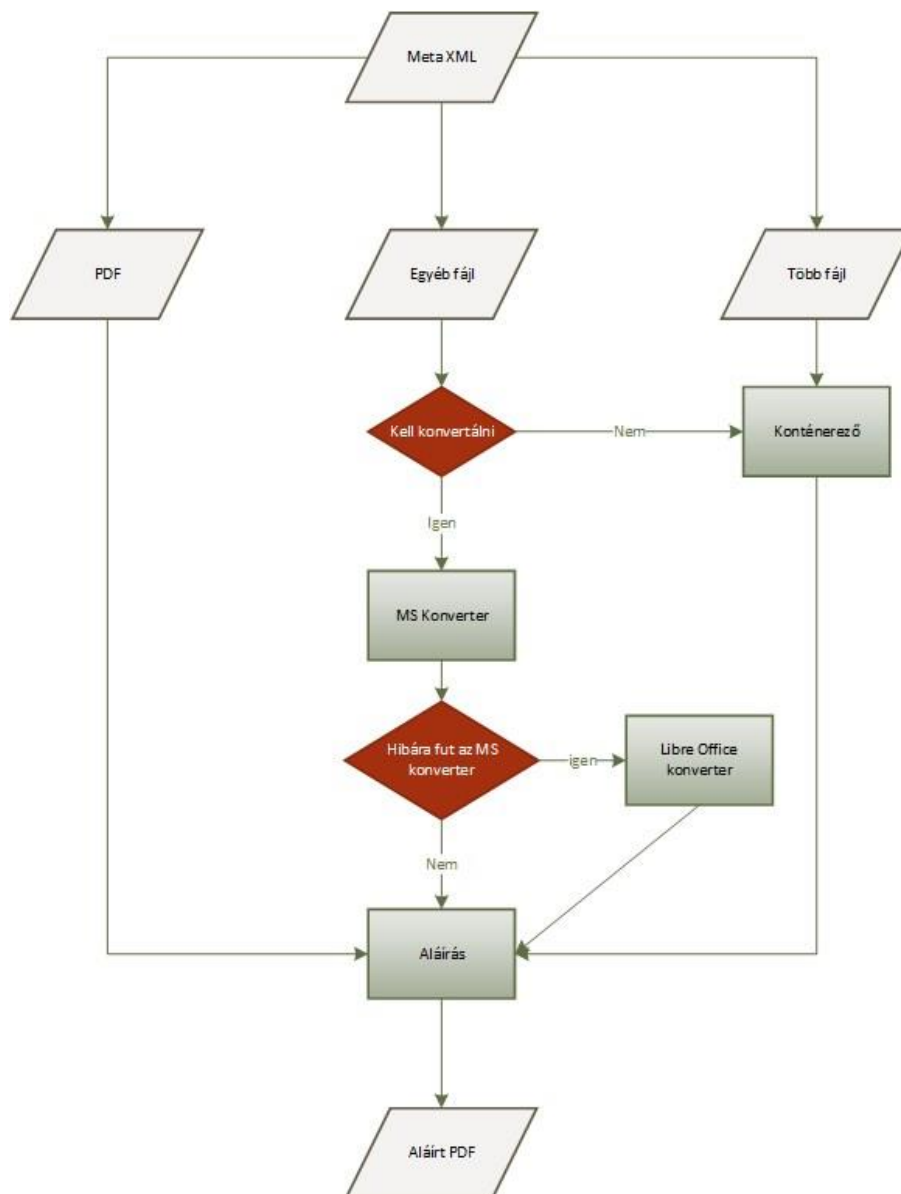 Meta XML
PDF
Egyéb fájl
Több fájl
Kell konvertálni
Nem
Konténerező
Igen
MS Konverter
Hibára fut az MS
konverter
igen
Libre Office
konverter
Nem
Aláírás
Aláírt PDF